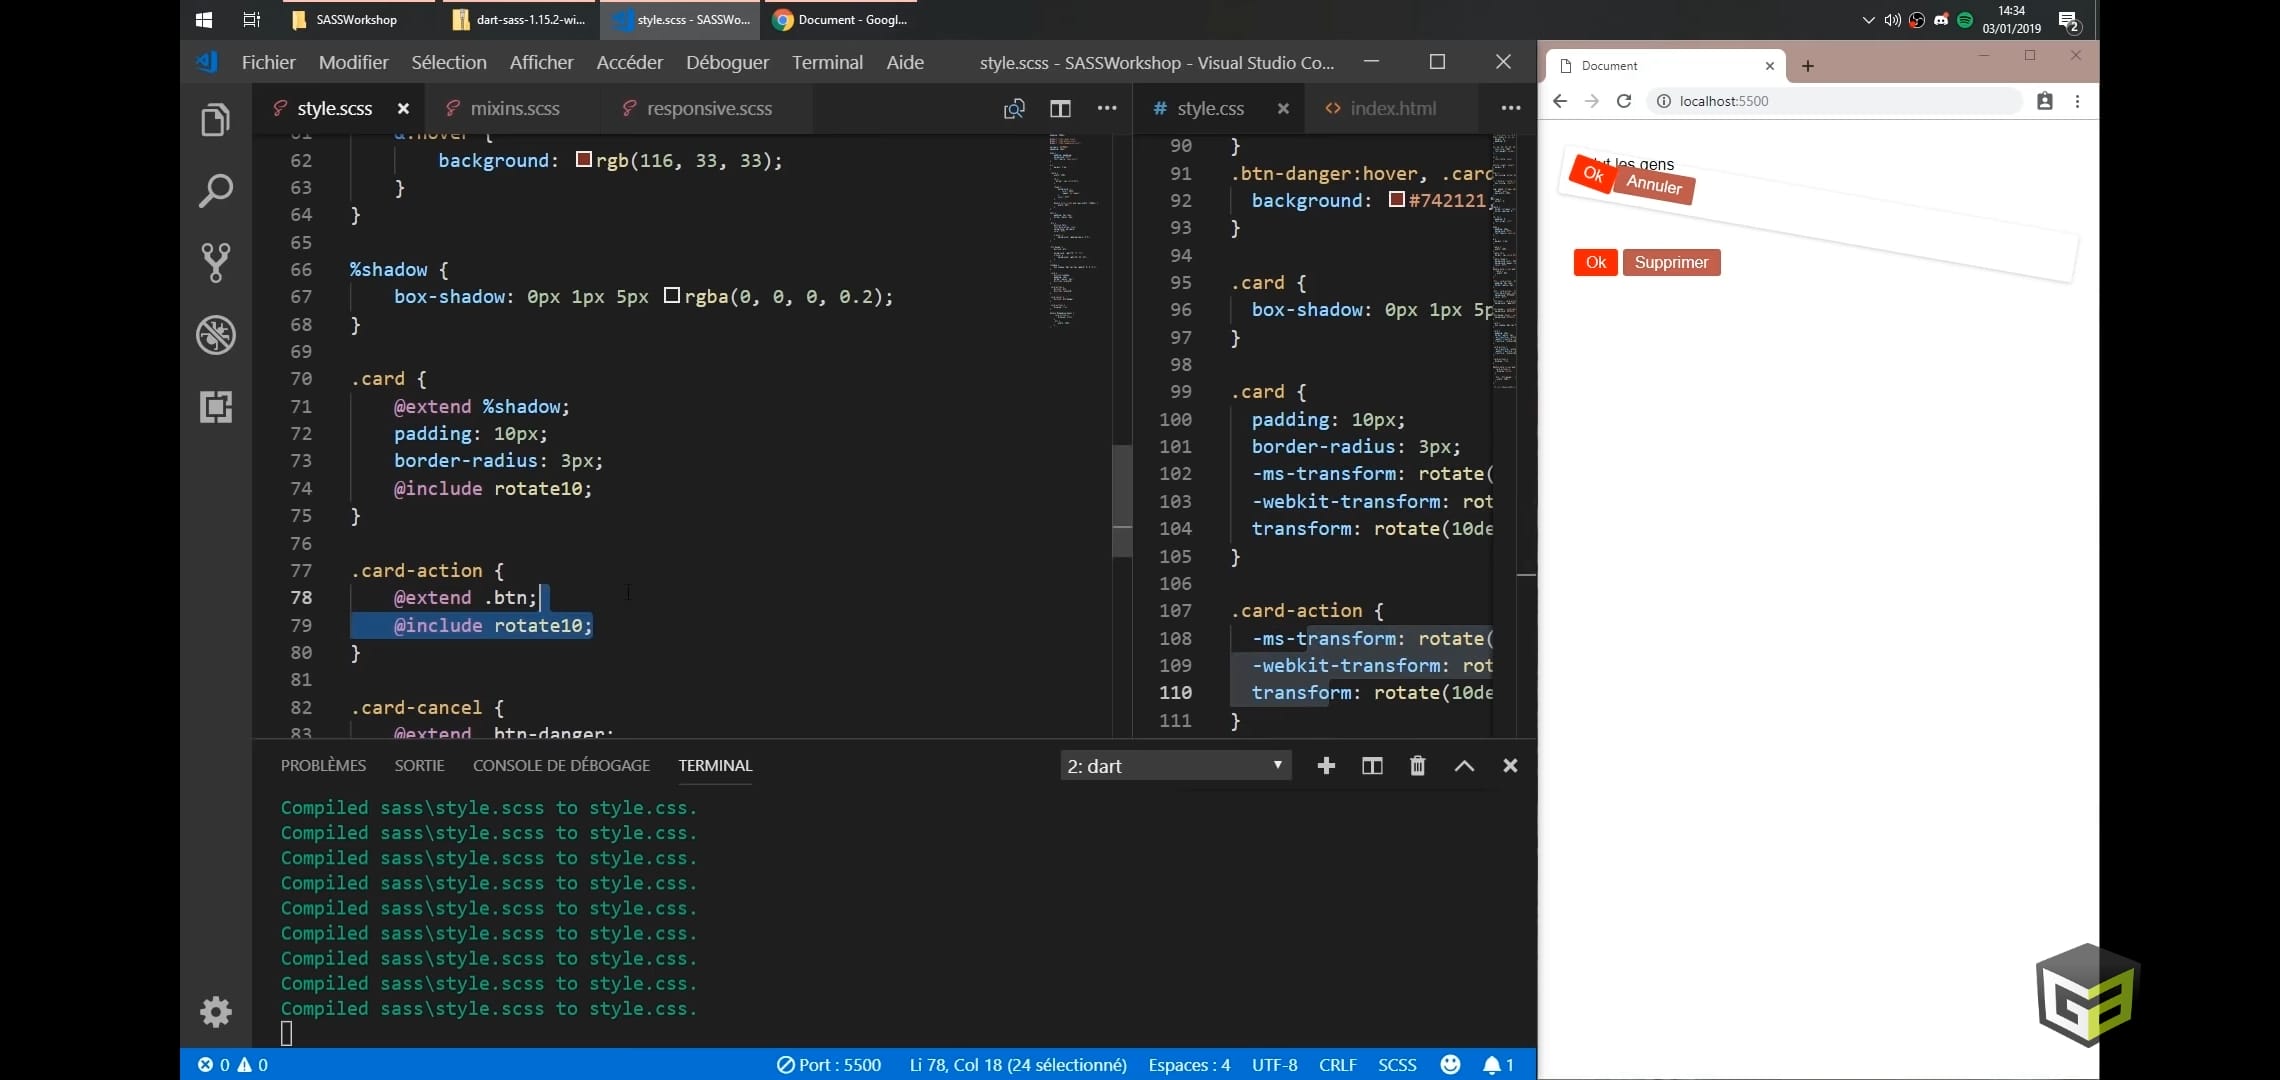 SASSWorkshop
dart-sass-1.15.2-wi...
style.scss - SASSWo...
Document - Googl...
14:34
03/01/2019
2
Fichier Modifier Sélection Afficher Accéder Déboguer Terminal Aide
style.scss - SASSWorkshop - Visual Studio Co...
style.scss
mixins.scss
responsive.scss
61 &:hover {
62 background: rgb(116, 33, 33);
63 }
64 }
65
66 %shadow {
67 box-shadow: 0px 1px 5px rgba(0, 0, 0, 0.2);
68 }
69
70 .card {
71 @extend %shadow;
72 padding: 10px;
73 border-radius: 3px;
74 @include rotate10;
75 }
76
77 .card-action {
78 @extend .btn;
79 @include rotate10;
80 }
81
82 .card-cancel {
83 @extend .btn-danger;
# style.css
<> index.html
90 }
91 .btn-danger:hover, .card
92 background: #742121;
93 }
94
95 .card {
96 box-shadow: 0px 1px 5p
97 }
98
99 .card {
100 padding: 10px;
101 border-radius: 3px;
102 -ms-transform: rotate(
103 -webkit-transform: rot
104 transform: rotate(10de
105 }
106
107 .card-action {
108 -ms-transform: rotate(
109 -webkit-transform: rot
110 transform: rotate(10de
111 }
PROBLÈMES SORTIE CONSOLE DE DÉBOGAGE TERMINAL
2: dart
Compiled sass\style.scss to style.css.
Compiled sass\style.scss to style.css.
Compiled sass\style.scss to style.css.
Compiled sass\style.scss to style.css.
Compiled sass\style.scss to style.css.
Compiled sass\style.scss to style.css.
Compiled sass\style.scss to style.css.
Compiled sass\style.scss to style.css.
Compiled sass\style.scss to style.css.
0 0
Port : 5500
Li 78, Col 18 (24 sélectionné)
Espaces : 4
UTF-8
CRLF
SCSS
1
Document
localhost:5500
les gens
Ok Annuler
Ok Supprimer